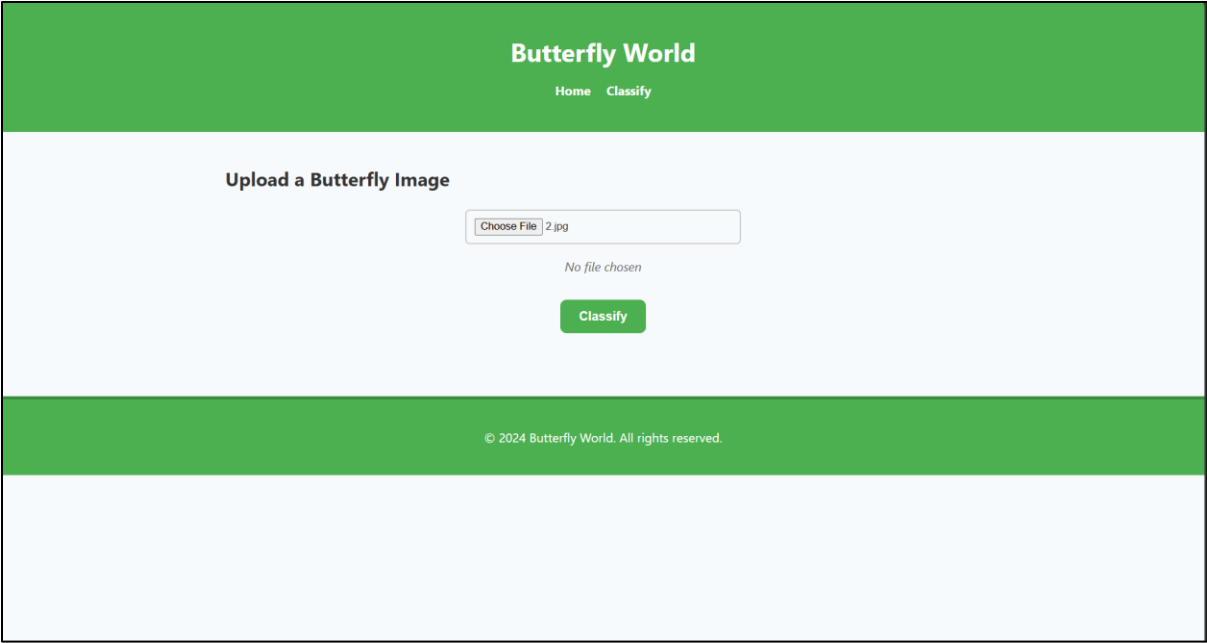 Butterfly World
Home Classify
Upload a Butterfly Image
Choose File 2.jpg
No file chosen
Classify
© 2024 Butterfly World. All rights reserved.